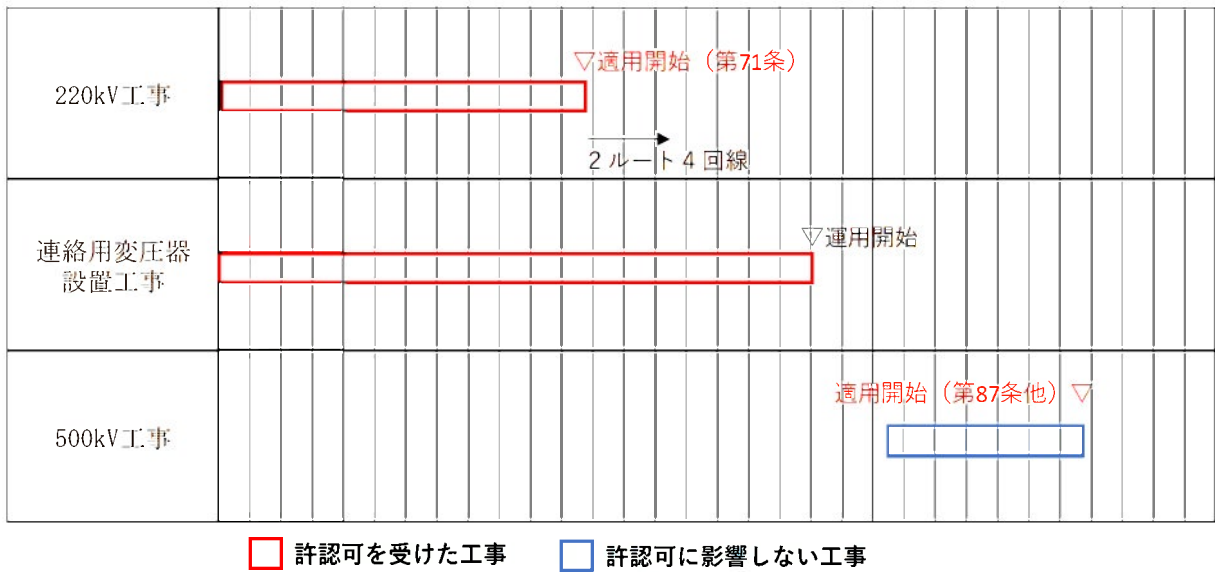 ▽適用開始（第71条）
220kV工事
2ルート4回線
▽運用開始
連絡用変圧器
設置工事
適用開始（第87条他）▽
500kV工事
許認可を受けた工事
許認可に影響しない工事